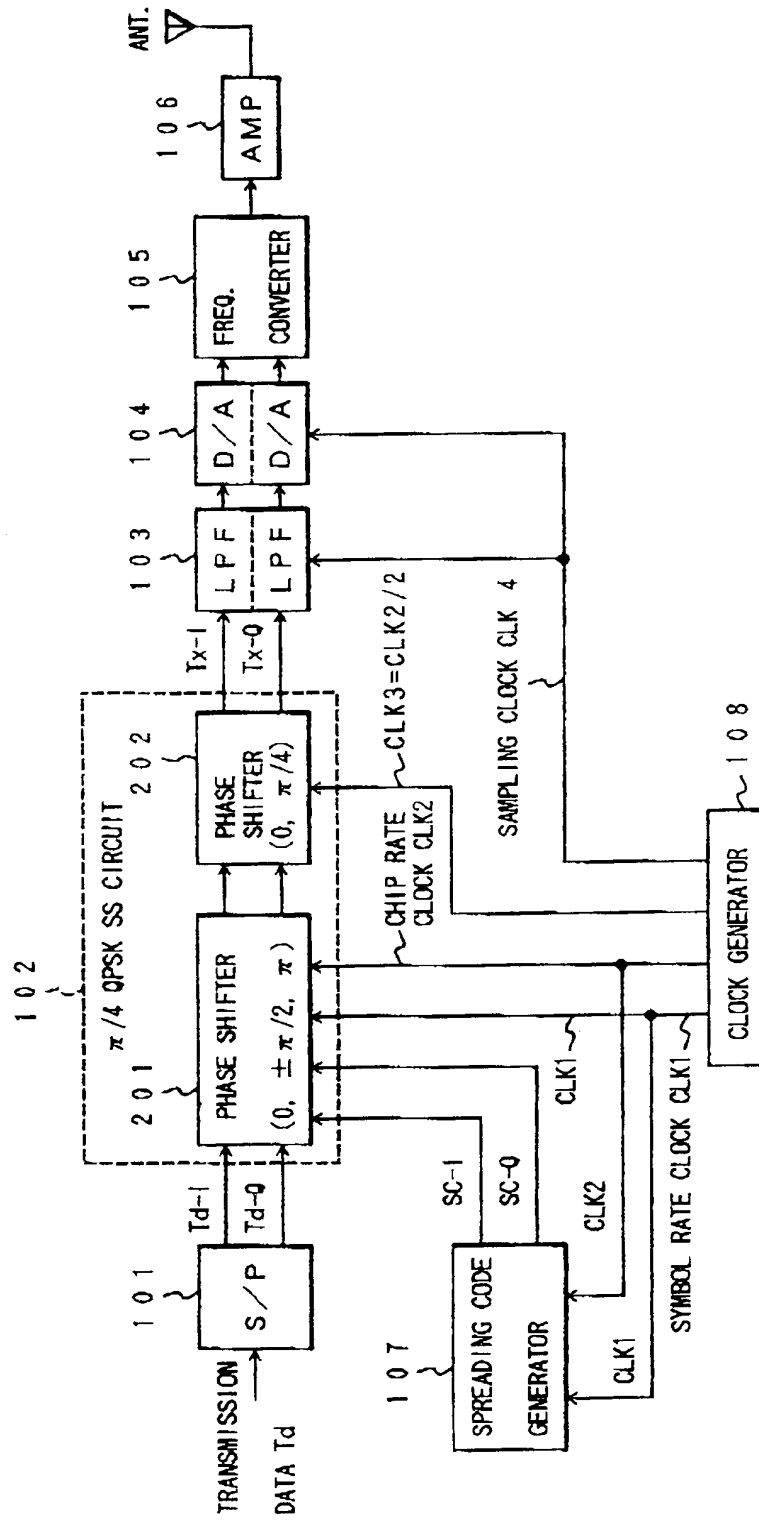 TRANSMISSION
DATA Td
101
S/P
Td-I
Td-Q
102
π/4 QPSK SS CIRCUIT
201
PHASE SHIFTER
(0, ±π/2, π)
202
PHASE
SHIFTER
(0, π/4)
Tx-I
Tx-Q
103
LPF
LPF
104
D/A
D/A
105
FREQ.
CONVERTER
106
AMP
ANT.
107
SPREADING CODE
GENERATOR
SC-I
SC-Q
CLK1
CLK2
SYMBOL RATE CLOCK CLK1
CLK1
CHIP RATE
CLOCK CLK2
CLK3=CLK2/2
SAMPLING CLOCK CLK 4
CLOCK GENERATOR
108